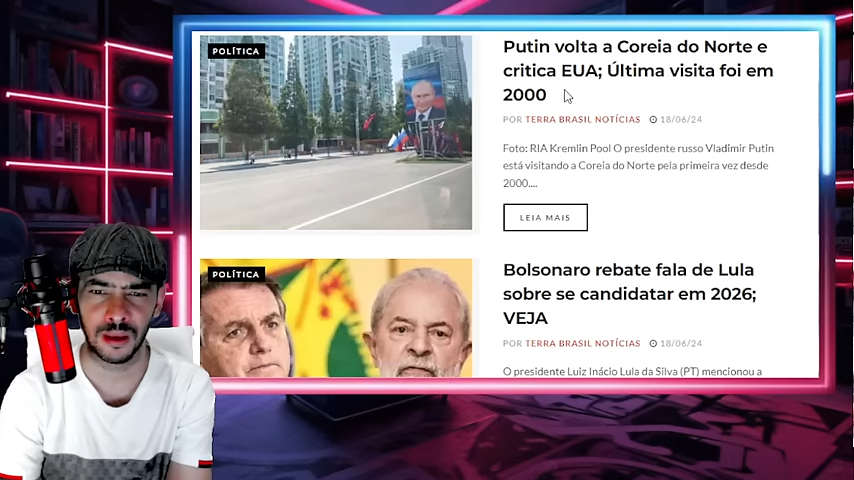 POLÍTICA
Putin volta a Coreia do Norte e
critica EUA; Última visita foi em
2000
POR TERRA BRASIL NOTÍCIAS 18/06/24
Foto: RIA Kremlin Pool O presidente russo Vladimir Putin
está visitando a Coreia do Norte pela primeira vez desde
2000....
LEIA MAIS
POLÍTICA
Bolsonaro rebate fala de Lula
sobre se candidatar em 2026;
VEJA
POR TERRA BRASIL NOTÍCIAS 18/06/24
O presidente Luiz Inácio Lula da Silva (PT) mencionou a